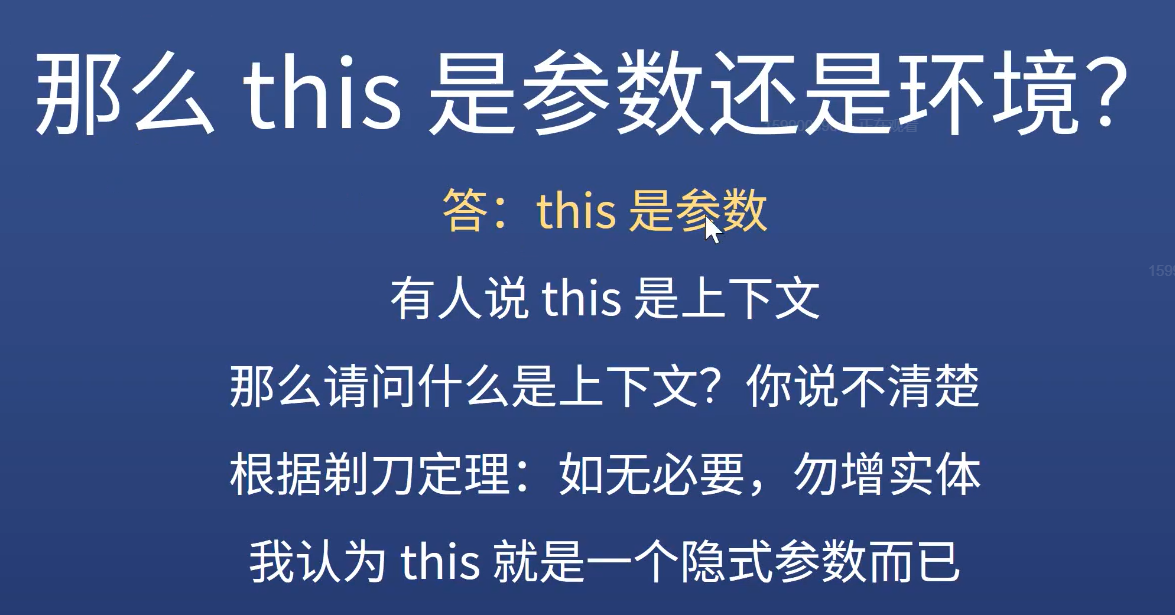 那么 this 是参数还是环境？
答：this 是参数
有人说 this 是上下文
那么请问什么是上下文？你说不清楚
根据剃刀定理：如无必要，勿增实体
我认为 this 就是一个隐式参数而已